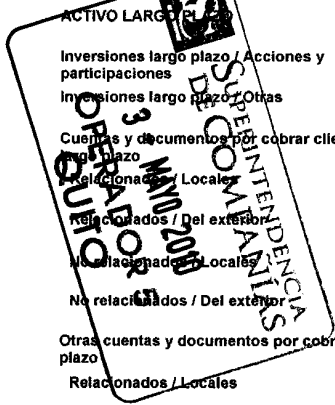 ACTIVO LARGO PLAZO
Inversiones largo plazo / Acciones y
participaciones
Inversiones largo plazo / Otras
Cuentas y documentos por cobrar clie
largo plazo
Relacionados / Locales
Relacionados / Del exterior
No relacionados / Locales
No relacionados / Del exterior
Otras cuentas y documentos por cobr
plazo
Relacionados / Locales
SUPERINTENDENCIA
DE COMPAÑÍAS
3 MAYO
OPERADOR 5
QUITO